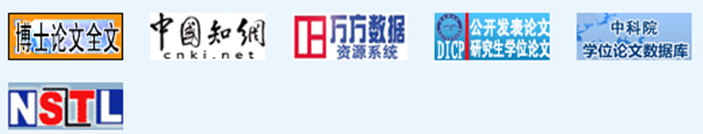 博士论文全文
中国知网
cnki.net
万方数据
资源系统
公开发表论文
DICP 研究生学位论文
中科院
学位论文数据库
NSTL